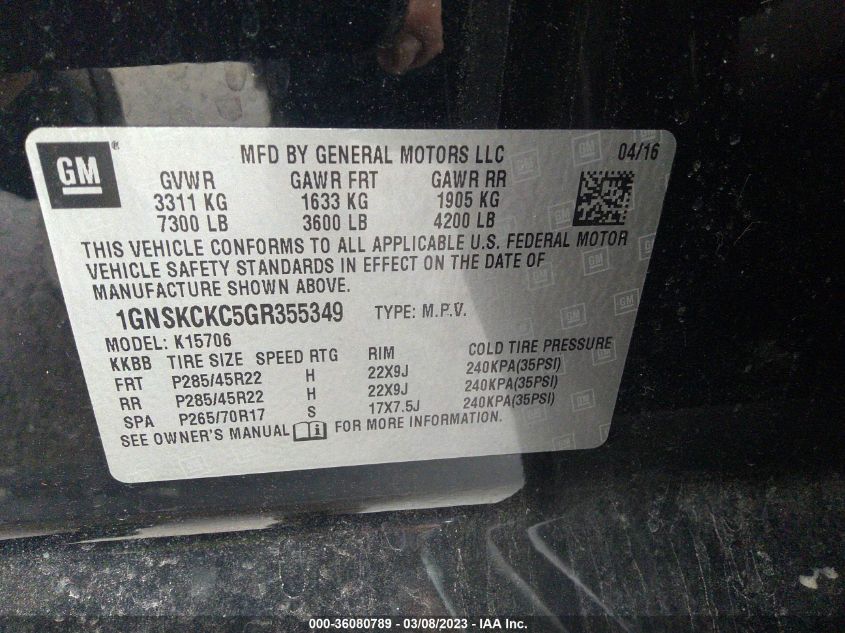 GM®
MFD BY GENERAL MOTORS LLC 04/16
GVWR GAWR FRT GAWR RR
3311 KG 1633 KG 1905 KG
7300 LB 3600 LB 4200 LB
THIS VEHICLE CONFORMS TO ALL APPLICABLE U.S. FEDERAL MOTOR
VEHICLE SAFETY STANDARDS IN EFFECT ON THE DATE OF
MANUFACTURE SHOWN ABOVE.
1GNSKCKC5GR355349 TYPE: M.P.V.
MODEL: K15706
KKBB TIRE SIZE SPEED RTG RIM COLD TIRE PRESSURE
FRT P285/45R22 H 22X9J 240KPA(35PSI)
RR P285/45R22 H 22X9J 240KPA(35PSI)
SPA P265/70R17 S 17X7.5J 240KPA(35PSI)
SEE OWNER'S MANUAL FOR MORE INFORMATION.
000-36080789 - 03/08/2023 - IAA Inc.